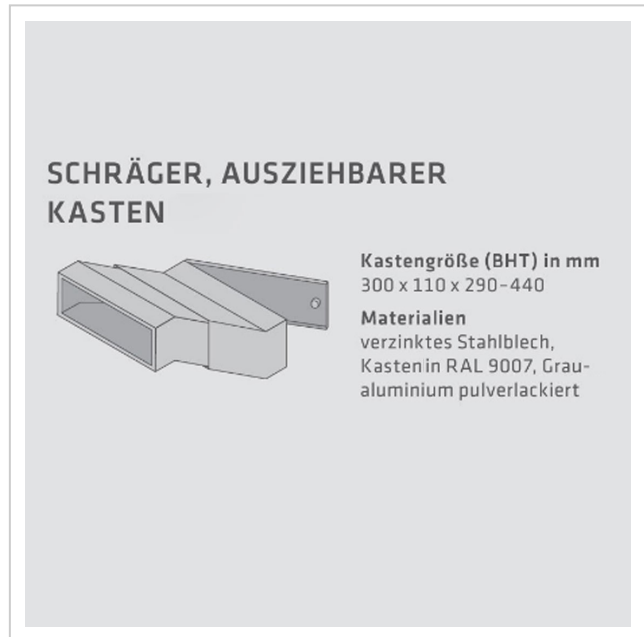 SCHRÄGER, AUSZIEHBARER
KASTEN
Kastengröße (BHT) in mm
300 x 110 x 290–440
Materialien
verzinktes Stahlblech,
Kasten in RAL 9007, Grau-
aluminium pulverlackiert